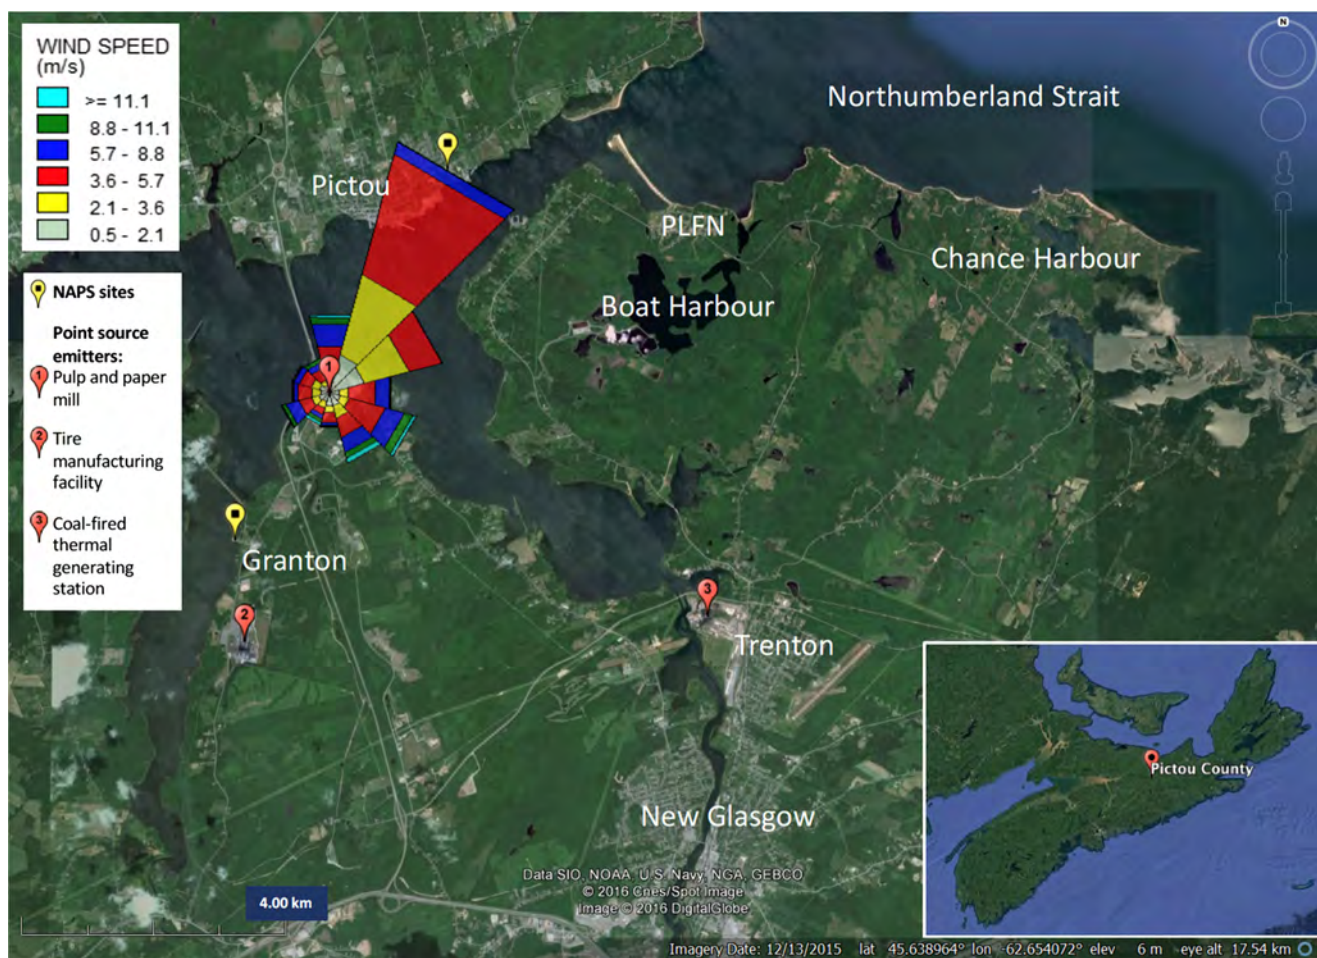 WIND SPEED
(m/s)
>= 11.1
8.8 - 11.1
5.7 - 8.8
3.6 - 5.7
2.1 - 3.6
0.5 - 2.1
NAPS sites
Point source
emitters:
1 Pulp and paper
mill
2 Tire
manufacturing
facility
3 Coal-fired
thermal
generating
station
N
Northumberland Strait
Pictou
PLFN
Chance Harbour
Boat Harbour
1
Granton
2
3
Trenton
New Glasgow
Pictou County
4.00 km
Data SIO, NOAA, U.S. Navy, NGA, GEBCO
© 2016 Cnes/Spot Image
Image © 2016 DigitalGlobe
Imagery Date: 12/13/2015 lat 45.638964° lon -62.654072° elev 6 m eye alt 17.54 km